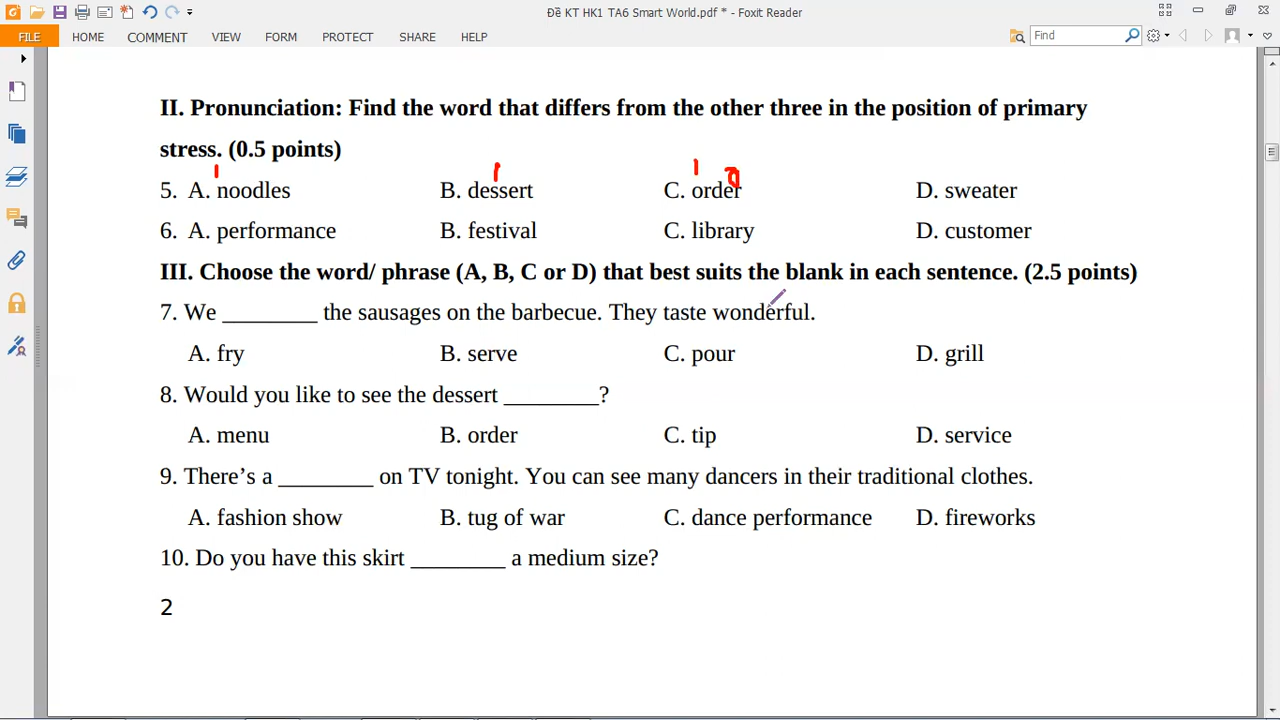 Đề KT HK1 TA6 Smart World.pdf * - Foxit Reader
FILE HOME COMMENT VIEW FORM PROTECT SHARE HELP Find
II. Pronunciation: Find the word that differs from the other three in the position of primary
stress. (0.5 points)
5. A. noodles B. dessert C. order D. sweater
6. A. performance B. festival C. library D. customer
III. Choose the word/ phrase (A, B, C or D) that best suits the blank in each sentence. (2.5 points)
7. We ________ the sausages on the barbecue. They taste wonderful.
A. fry B. serve C. pour D. grill
8. Would you like to see the dessert ________?
A. menu B. order C. tip D. service
9. There’s a ________ on TV tonight. You can see many dancers in their traditional clothes.
A. fashion show B. tug of war C. dance performance D. fireworks
10. Do you have this skirt ________ a medium size?
2